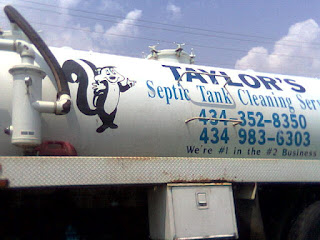 TAYLOR'S
Septic Tank Cleaning Serv
434-352-8350
434 983-6303
We're #1 in the #2 Business